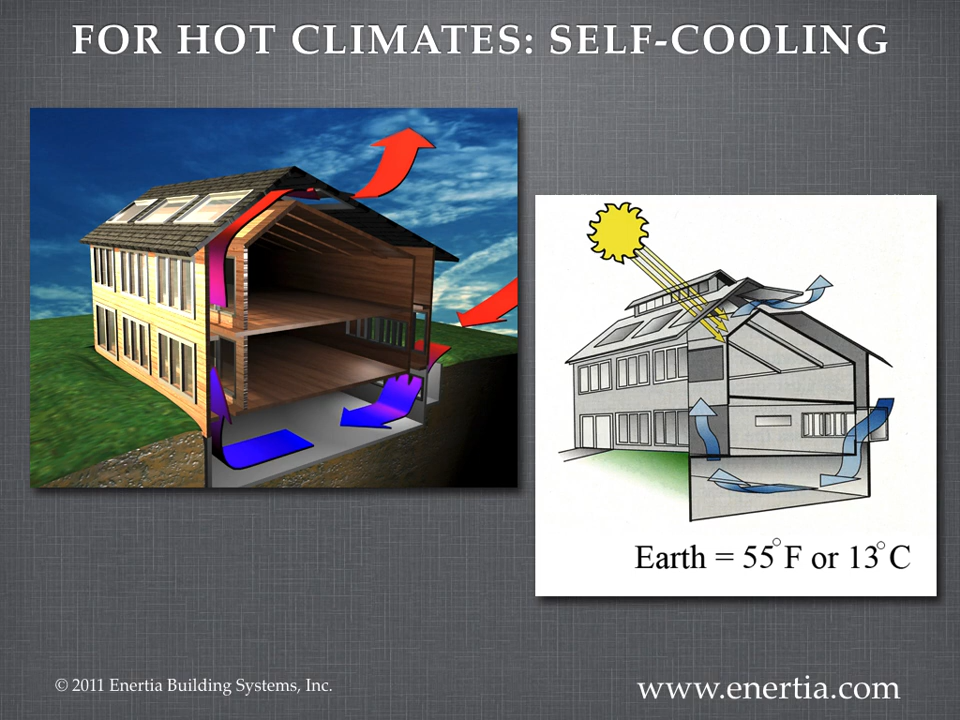 FOR HOT CLIMATES: SELF-COOLING
Earth = 55° F or 13° C
© 2011 Enertia Building Systems, Inc.
www.enertia.com